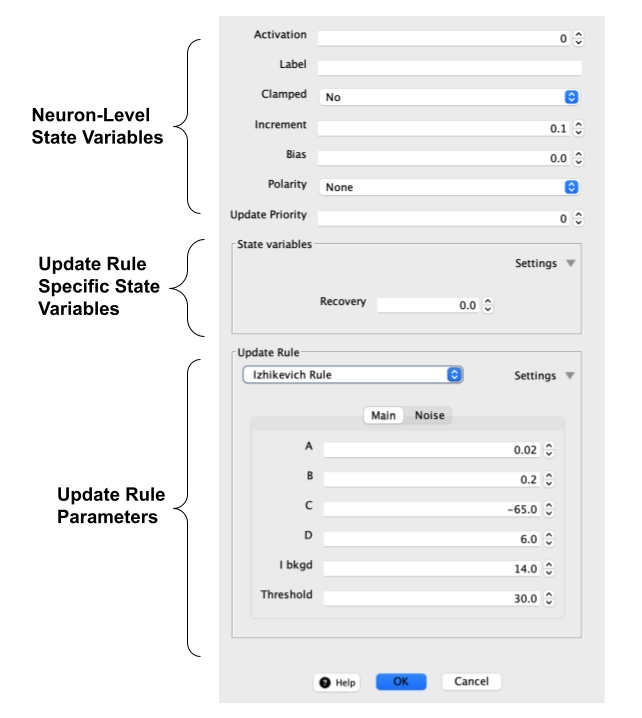 Activation 0
Label
Clamped No
Neuron-Level
State Variables
Increment 0.1
Bias 0.0
Polarity None
Update Priority 0
State variables
Settings
Update Rule
Specific State
Variables
Recovery 0.0
Update Rule
Izhikevich Rule Settings
Main Noise
A 0.02
B 0.2
Update Rule
Parameters
C -65.0
D 6.0
I bkgd 14.0
Threshold 30.0
? Help OK Cancel